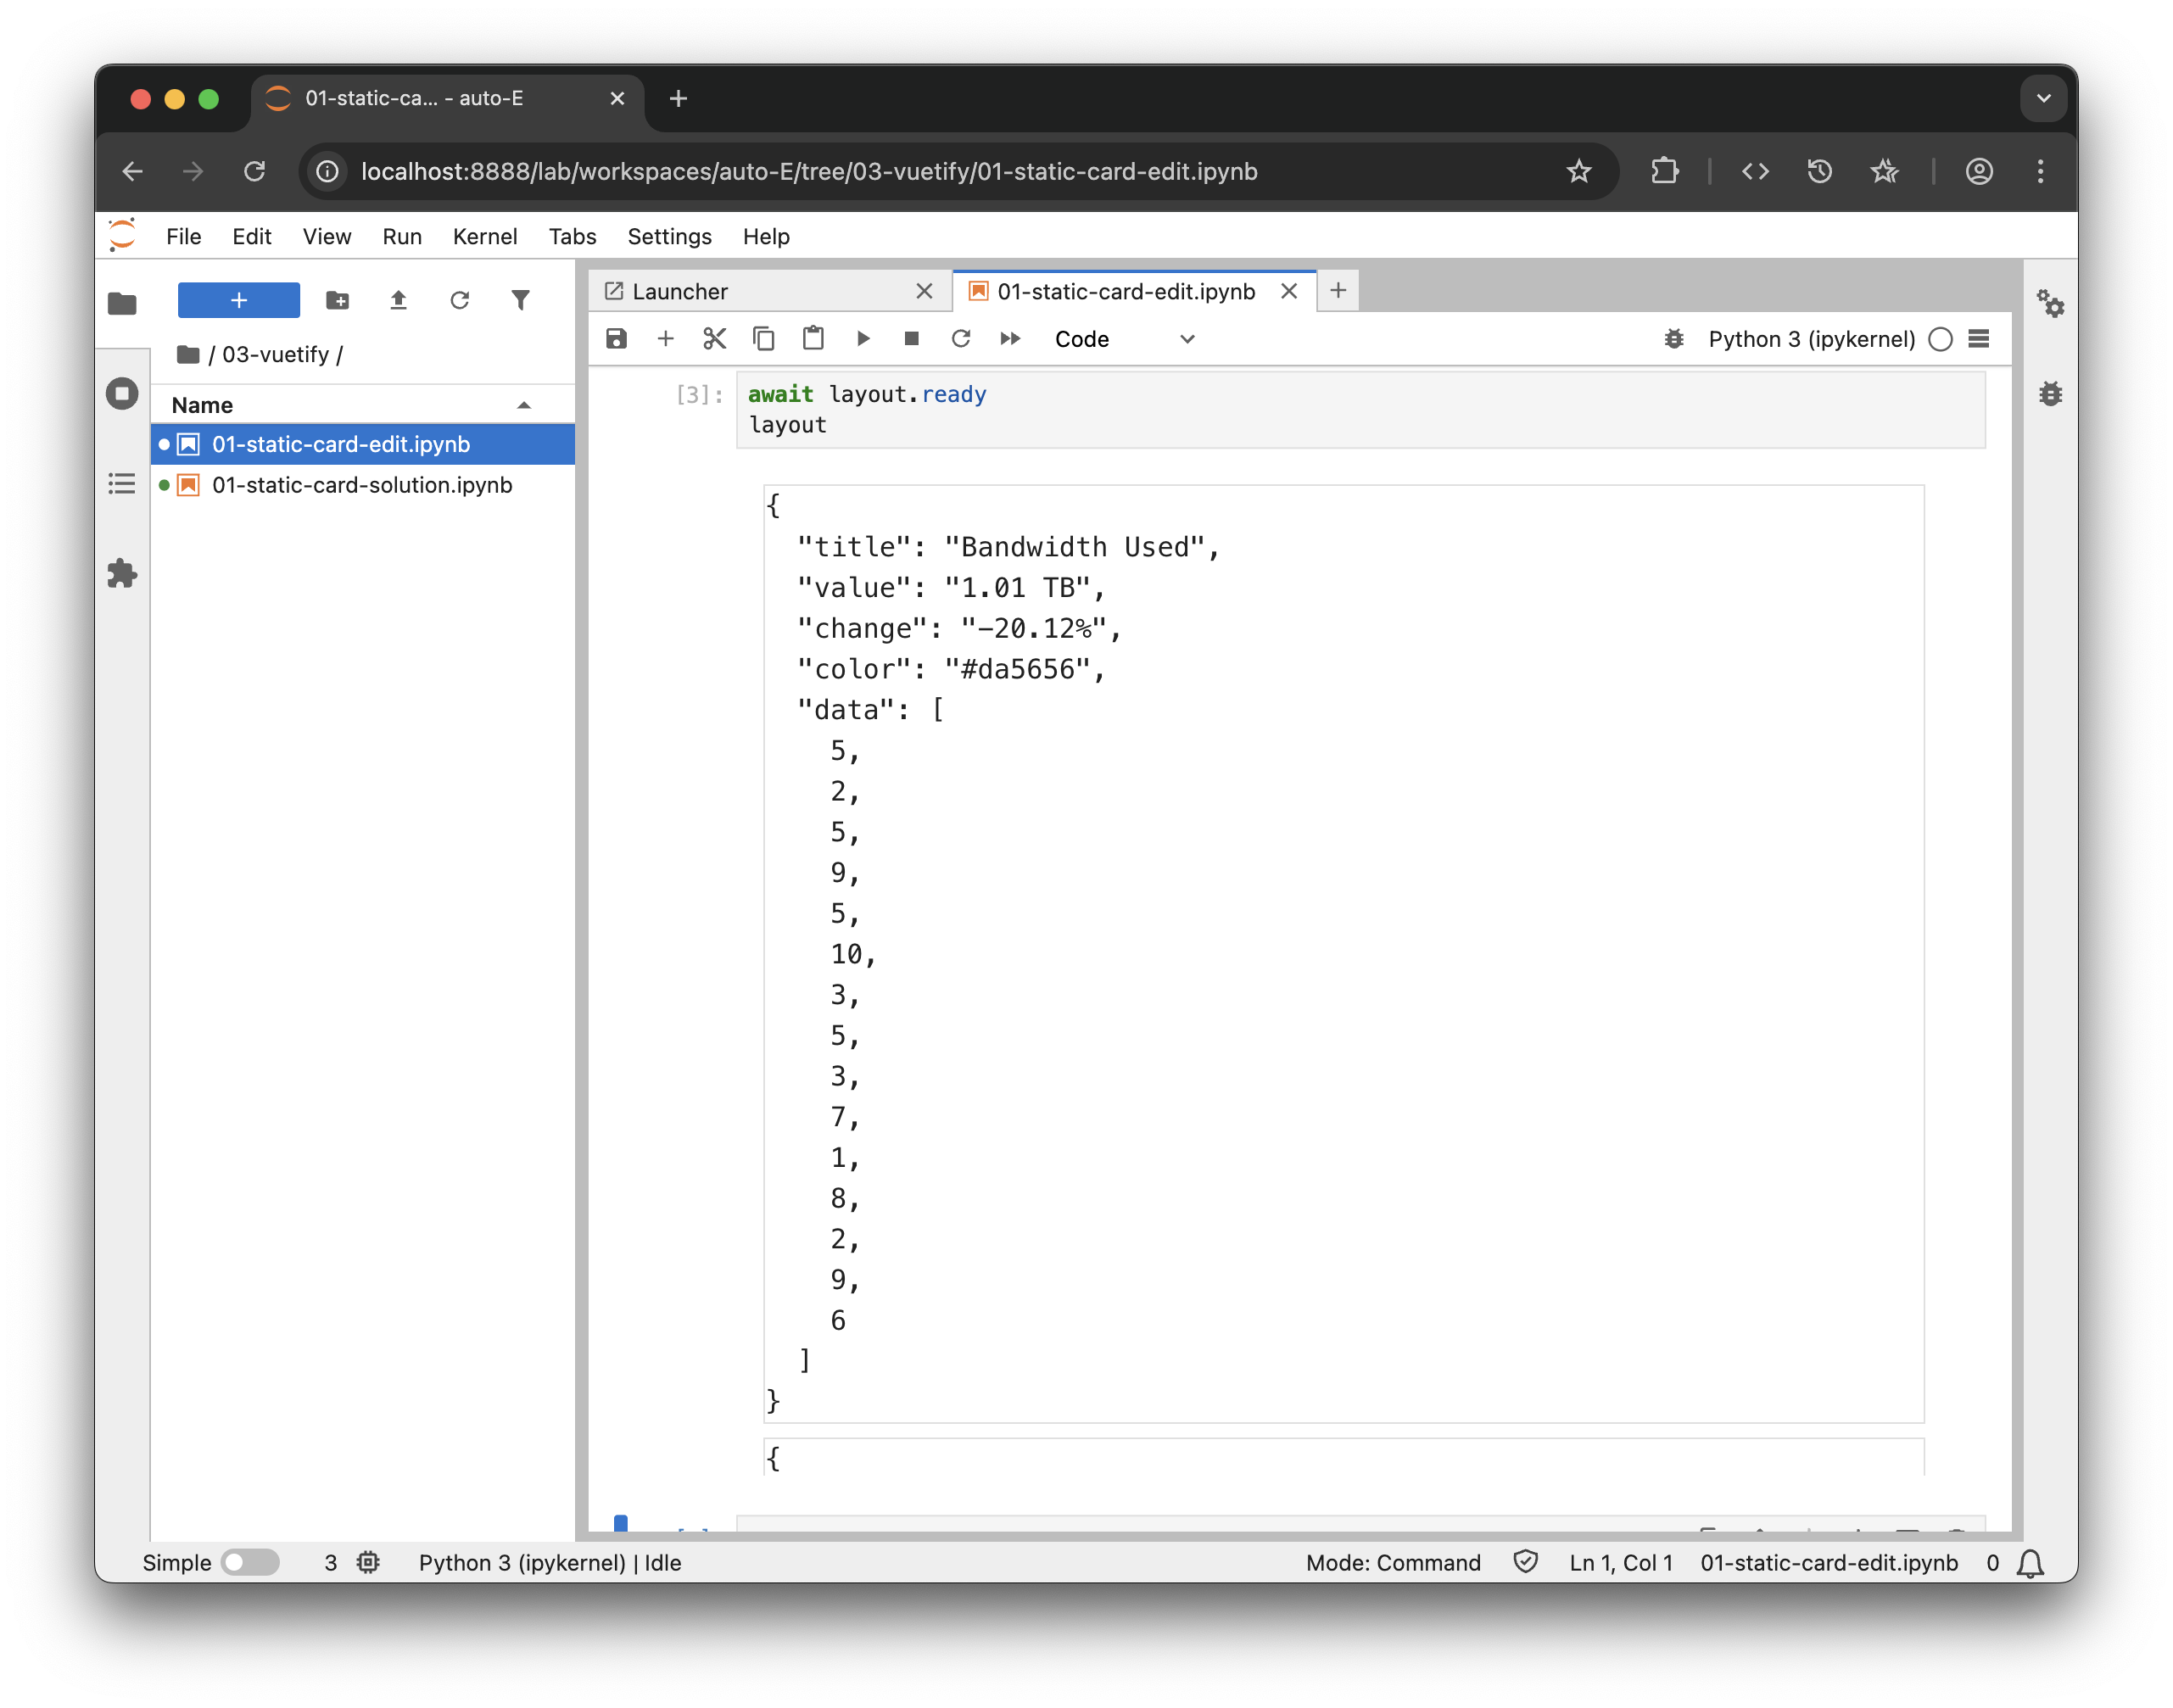 01-static-ca... - auto-E
localhost:8888/lab/workspaces/auto-E/tree/03-vuetify/01-static-card-edit.ipynb
File Edit View Run Kernel Tabs Settings Help
Launcher
01-static-card-edit.ipynb
Code
Python 3 (ipykernel)
/ 03-vuetify /
Name
01-static-card-edit.ipynb
01-static-card-solution.ipynb
[3]:
await layout.ready
layout
{
"title": "Bandwidth Used",
"value": "1.01 TB",
"change": "−20.12%",
"color": "#da5656",
"data": [
5,
2,
5,
9,
5,
10,
3,
5,
3,
7,
1,
8,
2,
9,
6
]
}
{
Simple 3 Python 3 (ipykernel) | Idle Mode: Command Ln 1, Col 1 01-static-card-edit.ipynb 0